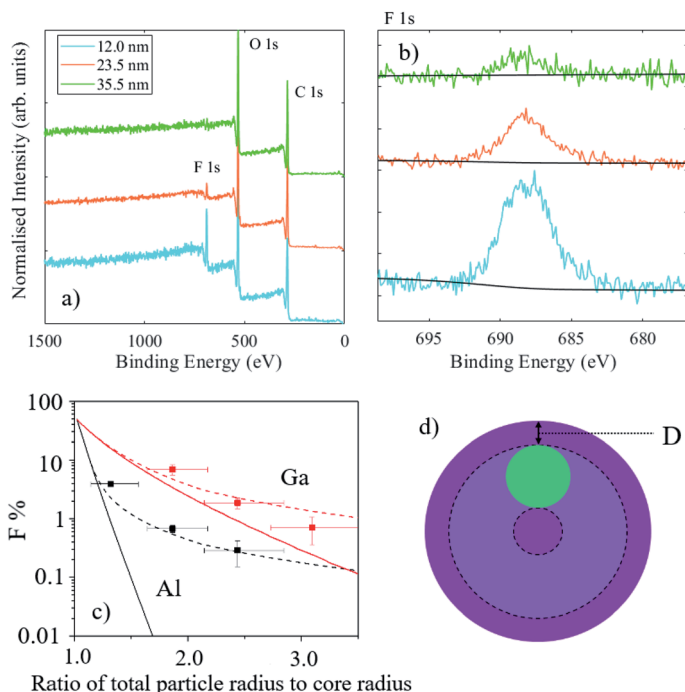 12.0 nm
23.5 nm
35.5 nm
O 1s
C 1s
F 1s
a)
Normalised Intensity (arb. units)
1500 1000 500 0
Binding Energy (eV)
F 1s
b)
695 690 685 680
Binding Energy (eV)
100
10
1
0.1
0.01
F %
Ga
Al
c)
1.0 2.0 3.0
Ratio of total particle radius to core radius
d)
D